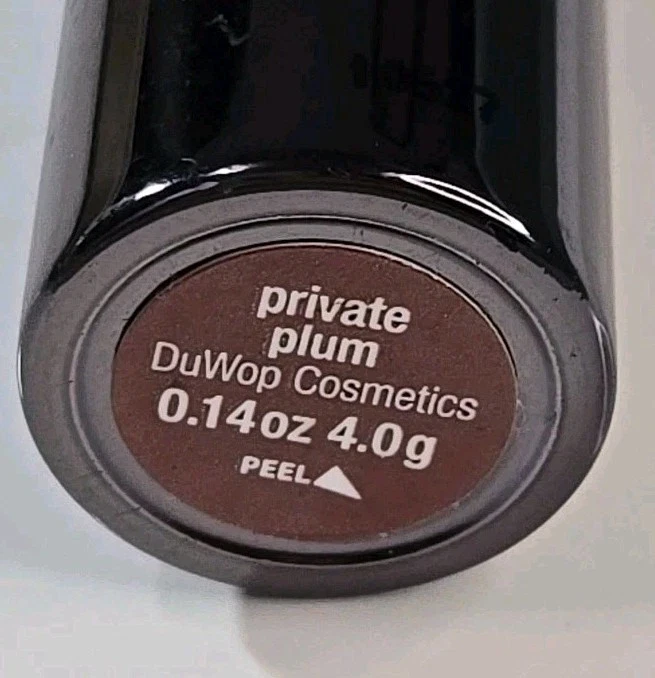 private
plum
DuWop Cosmetics
0.14oz 4.0g
PEEL